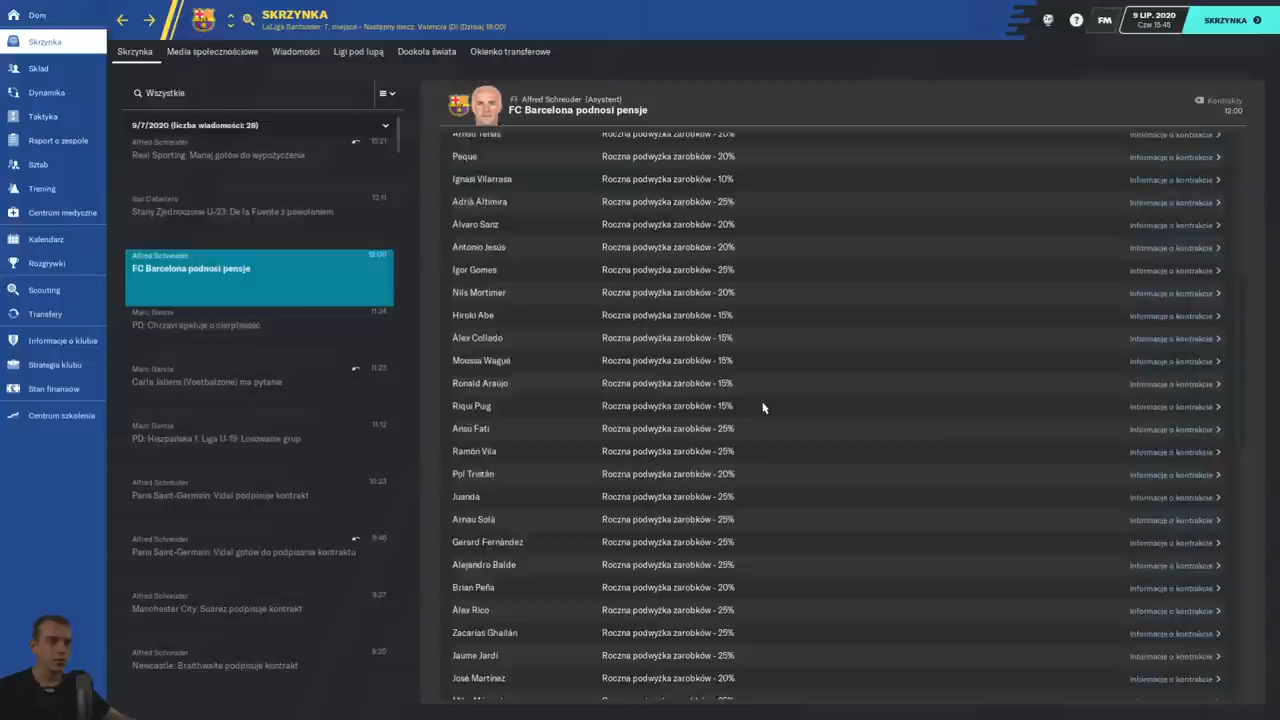 Dom
SKRZYNKA
LaLiga Santander: 7. miejsce - Następny mecz: Valencia (D) (Dzisiaj 19:00)
FM
9 LIP. 2020
Czw 15:45
SKRZYNKA
Skrzynka
Skrzynka
Media społecznościowe
Wiadomości
Ligi pod lupą
Dookoła świata
Okienko transferowe
Skład
Dynamika
Taktyka
Raport o zespole
Sztab
Trening
Centrum medyczne
Kalendarz
Rozgrywki
Scouting
Transfery
Informacje o klubie
Strategia klubu
Stan finansów
Centrum szkolenia
Wszystkie
9/7/2020 (liczba wiadomości: 28)
Alfred Schreuder 15:21
Real Sporting: Manaj gotów do wypożyczenia
Caballero 12:11
Stany Zjednoczone U-23: De la Fuente z powołaniem
Alfred Schreuder 12:00
FC Barcelona podnosi pensje
Marc Garcia 11:24
PD: Chrzan apeluje o cierpliwość
Marc Garcia 11:23
Carla Jaliens (Voetbalzone) ma pytanie
Marc Garcia 11:12
PD: Hiszpańska 1. Liga U-19: Losowanie grup
Alfred Schreuder 10:23
Paris Saint-Germain: Vidal podpisuje kontrakt
Alfred Schreuder 9:46
Paris Saint-Germain: Vidal gotów do podpisania kontraktu
Alfred Schreuder 9:27
Manchester City: Suárez podpisuje kontrakt
Alfred Schreuder 9:20
Newcastle: Braithwaite podpisuje kontrakt
Alfred Schreuder (Asystent)
FC Barcelona podnosi pensje
Kontrakty
12:00
Arnau Tenas Roczna podwyżka zarobków - 20%
Peque Roczna podwyżka zarobków - 20% Informacje o kontrakcie
Ignasi Vilarrasa Roczna podwyżka zarobków - 10% Informacje o kontrakcie
Adrià Altimira Roczna podwyżka zarobków - 25% Informacje o kontrakcie
Álvaro Sanz Roczna podwyżka zarobków - 20% Informacje o kontrakcie
Antonio Jesús Roczna podwyżka zarobków - 20% Informacje o kontrakcie
Igor Gomes Roczna podwyżka zarobków - 25% Informacje o kontrakcie
Nils Mortimer Roczna podwyżka zarobków - 20% Informacje o kontrakcie
Hiroki Abe Roczna podwyżka zarobków - 15% Informacje o kontrakcie
Àlex Collado Roczna podwyżka zarobków - 15% Informacje o kontrakcie
Moussa Wagué Roczna podwyżka zarobków - 15% Informacje o kontrakcie
Ronald Araújo Roczna podwyżka zarobków - 15% Informacje o kontrakcie
Riqui Puig Roczna podwyżka zarobków - 15% Informacje o kontrakcie
Ansu Fati Roczna podwyżka zarobków - 25% Informacje o kontrakcie
Ramón Vila Roczna podwyżka zarobków - 25% Informacje o kontrakcie
Pol Tristán Roczna podwyżka zarobków - 20% Informacje o kontrakcie
Juanda Roczna podwyżka zarobków - 25% Informacje o kontrakcie
Arnau Solà Roczna podwyżka zarobków - 25% Informacje o kontrakcie
Gerard Fernández Roczna podwyżka zarobków - 25% Informacje o kontrakcie
Alejandro Balde Roczna podwyżka zarobków - 25% Informacje o kontrakcie
Brian Peña Roczna podwyżka zarobków - 20% Informacje o kontrakcie
Àlex Rico Roczna podwyżka zarobków - 25% Informacje o kontrakcie
Zacarías Ghailán Roczna podwyżka zarobków - 25% Informacje o kontrakcie
Jaume Jardí Roczna podwyżka zarobków - 25% Informacje o kontrakcie
José Martínez Roczna podwyżka zarobków - 20% Informacje o kontrakcie